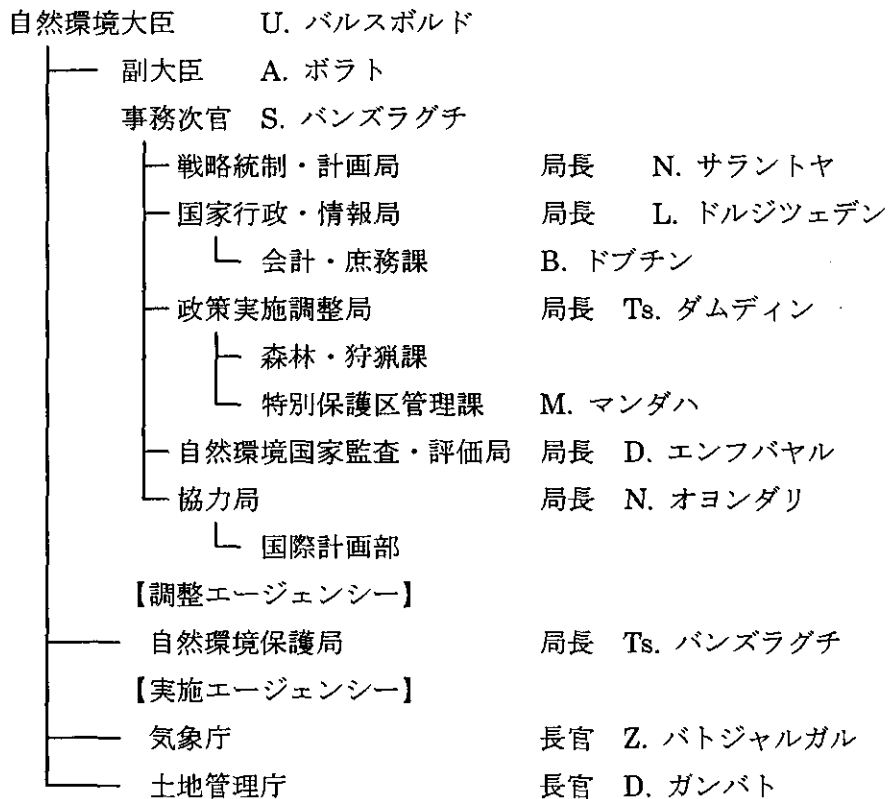 自然環境大臣 U. バルスボルド
副大臣 A. ボラト
事務次官 S. バンズラグチ
戦略統制・計画局 局長 N. サラントヤ
国家行政・情報局 局長 L. ドルジツェデン
会計・庶務課 B. ドブチン
政策実施調整局 局長 Ts. ダムディン
森林・狩猟課
特別保護区管理課 M. マンダハ
自然環境国家監査・評価局 局長 D. エンフバヤル
協力局 局長 N. オヨンダリ
国際計画部
【調整エージェンシー】
自然環境保護局 局長 Ts. バンズラグチ
【実施エージェンシー】
気象庁 長官 Z. バトジャルガル
土地管理庁 長官 D. ガンバト